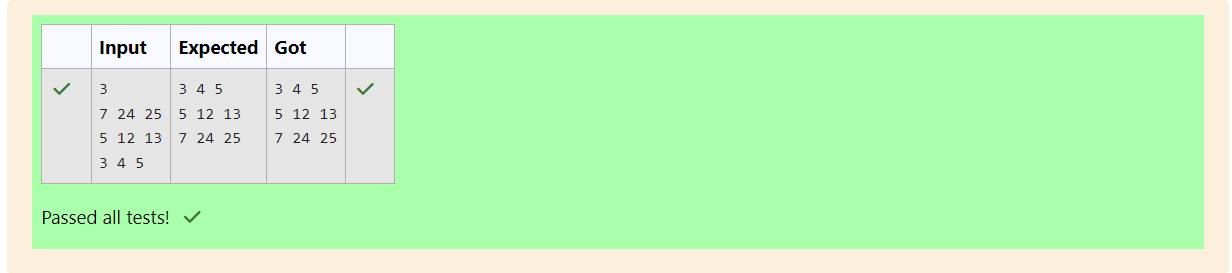 Input Expected Got
3 3 4 5 3 4 5
7 24 25 5 12 13 5 12 13
5 12 13 7 24 25 7 24 25
3 4 5
Passed all tests!